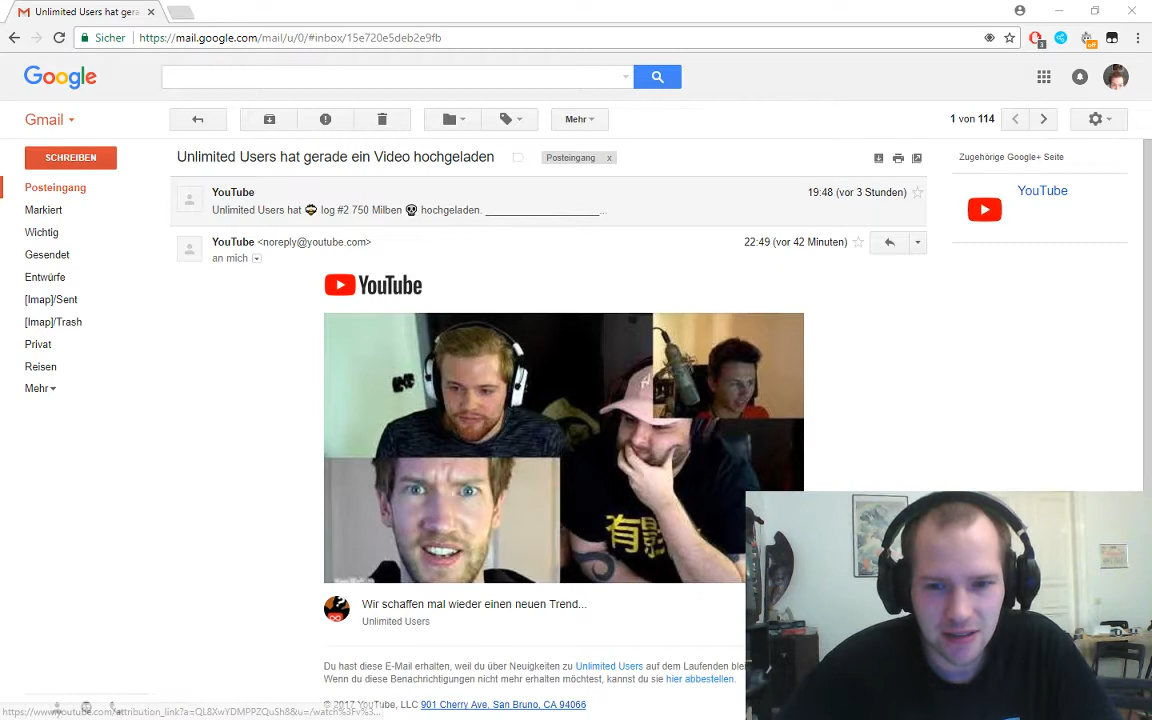 Unlimited Users hat gera
Sicher
https://mail.google.com/mail/u/0/#inbox/15e720e5deb2e9fb
3
off
Google
Gmail
Mehr
1 von 114
SCHREIBEN
Posteingang
Markiert
Wichtig
Gesendet
Entwürfe
[Imap]/Sent
[Imap]/Trash
Privat
Reisen
Mehr
Unlimited Users hat gerade ein Video hochgeladen
Posteingang x
YouTube
19:48 (vor 3 Stunden)
Unlimited Users hat log #2 750 Milben hochgeladen. ____________________...
YouTube <noreply@youtube.com>
22:49 (vor 42 Minuten)
an mich
YouTube
有影
Wir schaffen mal wieder einen neuen Trend...
Unlimited Users
Du hast diese E-Mail erhalten, weil du über Neuigkeiten zu Unlimited Users auf dem Laufenden
Wenn du diese Benachrichtigungen nicht mehr erhalten möchtest, kannst du sie hier abbestellen.
© 2017 YouTube, LLC 901 Cherry Ave, San Bruno, CA 94066
Zugehörige Google+ Seite
YouTube